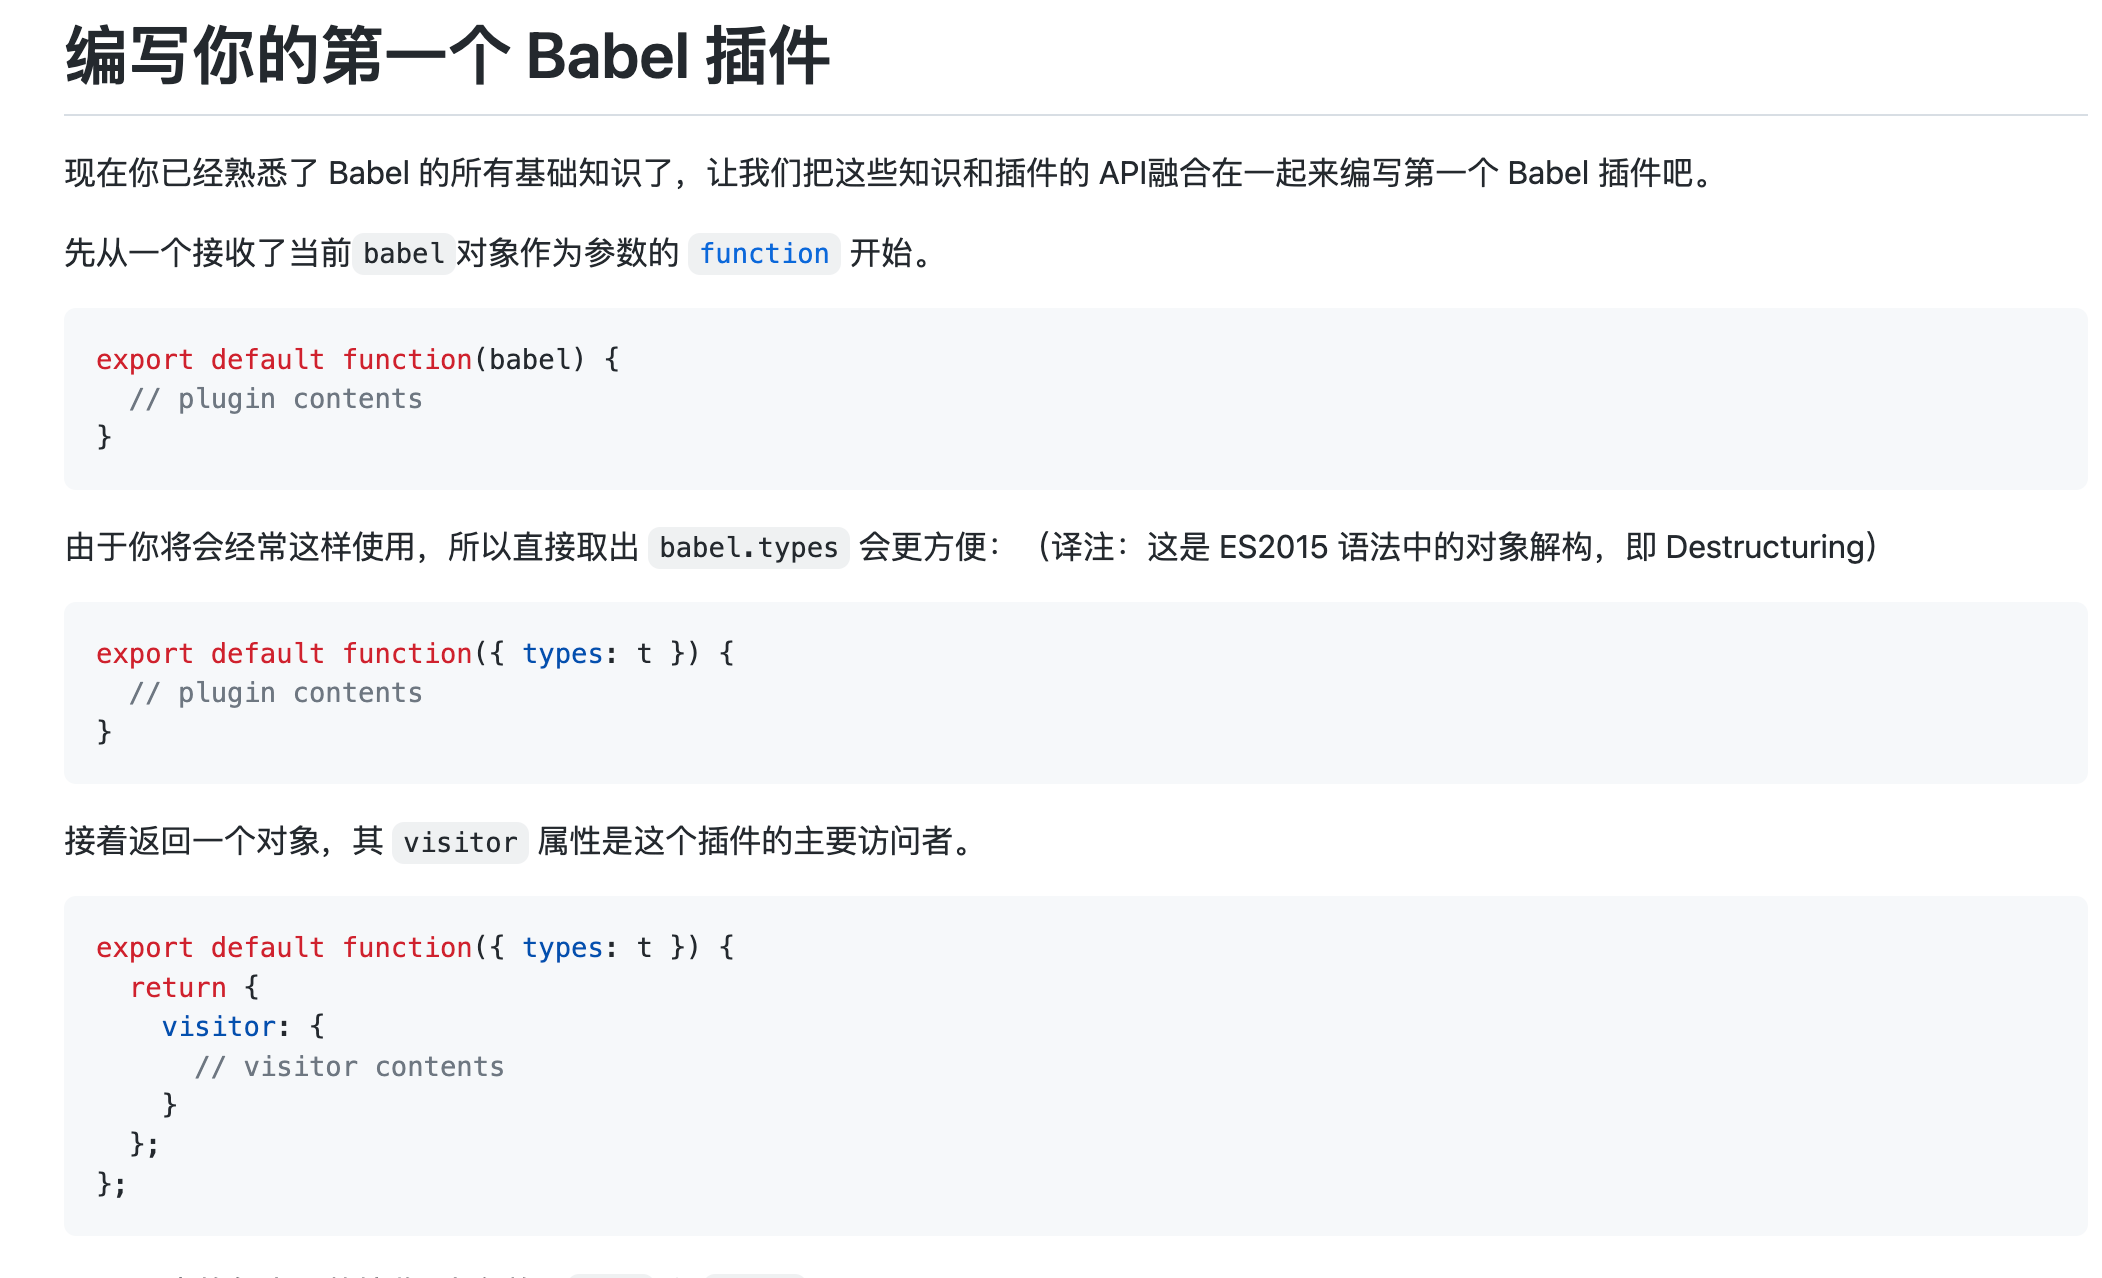 编写你的第一个 Babel 插件
现在你已经熟悉了 Babel 的所有基础知识了，让我们把这些知识和插件的 API融合在一起来编写第一个 Babel 插件吧。
先从一个接收了当前babel对象作为参数的 function 开始。
export default function(babel) {
  // plugin contents
}
由于你将会经常这样使用，所以直接取出 babel.types 会更方便：（译注：这是 ES2015 语法中的对象解构，即 Destructuring）
export default function({ types: t }) {
  // plugin contents
}
接着返回一个对象，其 visitor 属性是这个插件的主要访问者。
export default function({ types: t }) {
  return {
    visitor: {
      // visitor contents
    }
  };
};